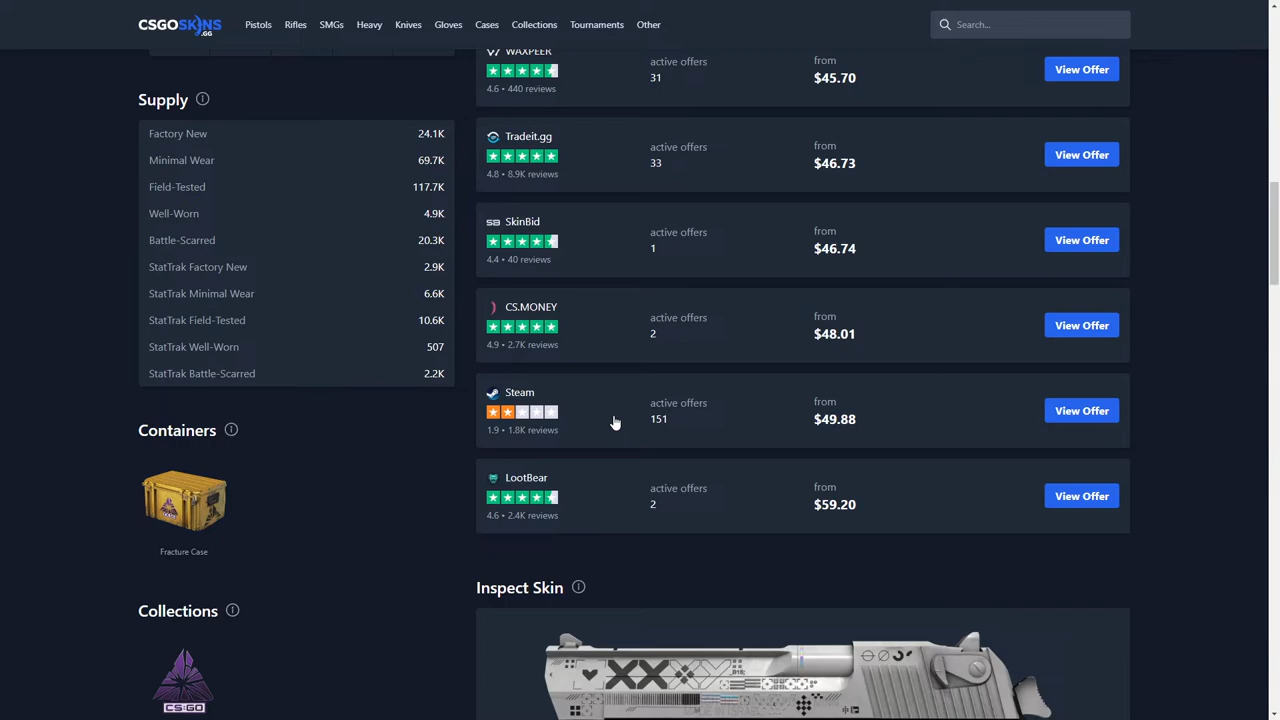 CSGOSKINS
.GG
Pistols
Rifles
SMGs
Heavy
Knives
Gloves
Cases
Collections
Tournaments
Other
Search...
WAXPEER
4.6 • 440 reviews
active offers
31
from
$45.70
View Offer
Supply
Factory New 24.1K
Minimal Wear 69.7K
Field-Tested 117.7K
Well-Worn 4.9K
Battle-Scarred 20.3K
StatTrak Factory New 2.9K
StatTrak Minimal Wear 6.6K
StatTrak Field-Tested 10.6K
StatTrak Well-Worn 507
StatTrak Battle-Scarred 2.2K
Tradeit.gg
4.8 • 8.9K reviews
active offers
33
from
$46.73
View Offer
SkinBid
4.4 • 40 reviews
active offers
1
from
$46.74
View Offer
CS.MONEY
4.9 • 2.7K reviews
active offers
2
from
$48.01
View Offer
Steam
1.9 • 1.8K reviews
active offers
151
from
$49.88
View Offer
LootBear
4.6 • 2.4K reviews
active offers
2
from
$59.20
View Offer
Containers
Fracture Case
Collections
CS:GO
Inspect Skin
XX